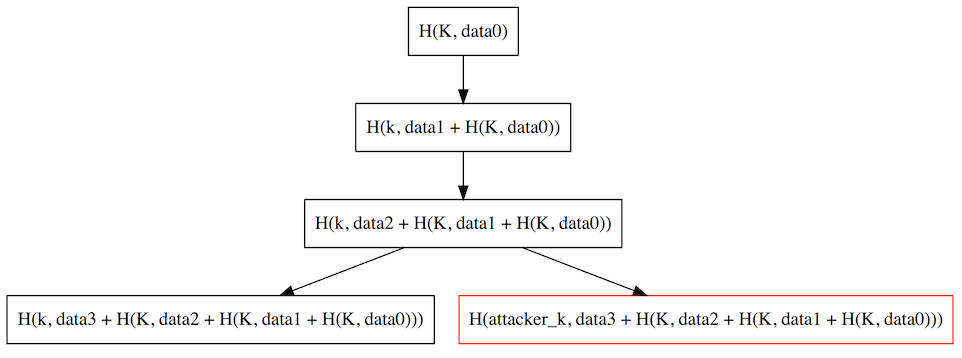 H(K, data0)
H(k, data1 + H(K, data0))
H(k, data2 + H(K, data1 + H(K, data0))
H(k, data3 + H(K, data2 + H(K, data1 + H(K, data0)))
H(attacker_k, data3 + H(K, data2 + H(K, data1 + H(K, data0)))